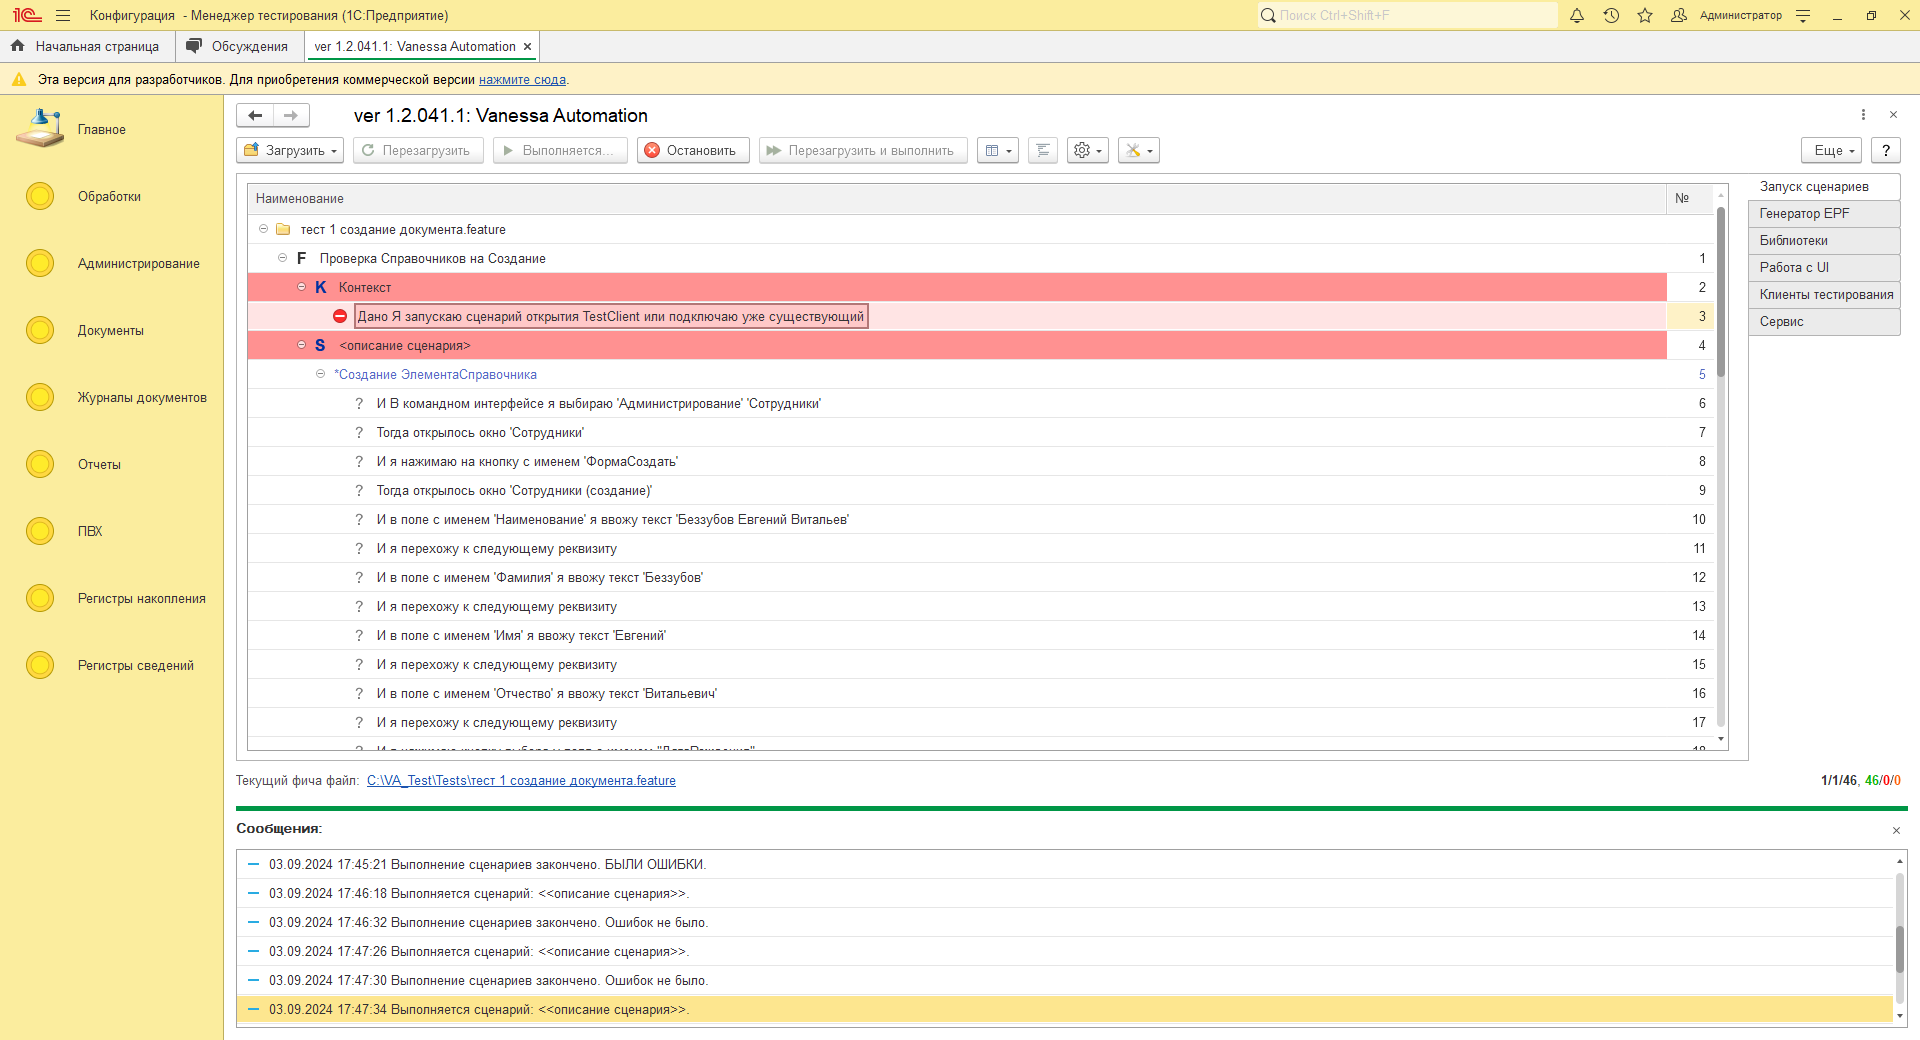 1С Конфигурация - Менеджер тестирования (1С:Предприятие) Поиск Ctrl+Shift+F Администратор
Начальная страница Обсуждения ver 1.2.041.1: Vanessa Automation ×
Эта версия для разработчиков. Для приобретения коммерческой версии нажмите сюда.
Главное
Обработки
Администрирование
Документы
Журналы документов
Отчеты
ПВХ
Регистры накопления
Регистры сведений
ver 1.2.041.1: Vanessa Automation
Загрузить Перезагрузить Выполняется... Остановить Перезагрузить и выполнить Еще ?
Наименование №
тест 1 создание документа.feature
F Проверка Справочников на Создание 1
K Контекст 2
Дано Я запускаю сценарий открытия TestClient или подключаю уже существующий 3
S <описание сценария> 4
*Создание ЭлементаСправочника 5
? И В командном интерфейсе я выбираю 'Администрирование' 'Сотрудники' 6
? Тогда открылось окно 'Сотрудники' 7
? И я нажимаю на кнопку с именем 'ФормаСоздать' 8
? Тогда открылось окно 'Сотрудники (создание)' 9
? И в поле с именем 'Наименование' я ввожу текст 'Беззубов Евгений Витальев' 10
? И я перехожу к следующему реквизиту 11
? И в поле с именем 'Фамилия' я ввожу текст 'Беззубов' 12
? И я перехожу к следующему реквизиту 13
? И в поле с именем 'Имя' я ввожу текст 'Евгений' 14
? И я перехожу к следующему реквизиту 15
? И в поле с именем 'Отчество' я ввожу текст 'Витальевич' 16
? И я перехожу к следующему реквизиту 17
? И я нажимаю кнопку выбора у поля с именем "ДатаРождения" 18
Запуск сценариев
Генератор EPF
Библиотеки
Работа с UI
Клиенты тестирования
Сервис
Текущий фича файл: C:\VA_Test\Tests\тест 1 создание документа.feature 1/1/46, 46/0/0
Сообщения:
03.09.2024 17:45:21 Выполнение сценариев закончено. БЫЛИ ОШИБКИ.
03.09.2024 17:46:18 Выполняется сценарий: <<описание сценария>>.
03.09.2024 17:46:32 Выполнение сценариев закончено. Ошибок не было.
03.09.2024 17:47:26 Выполняется сценарий: <<описание сценария>>.
03.09.2024 17:47:30 Выполнение сценариев закончено. Ошибок не было.
03.09.2024 17:47:34 Выполняется сценарий: <<описание сценария>>.